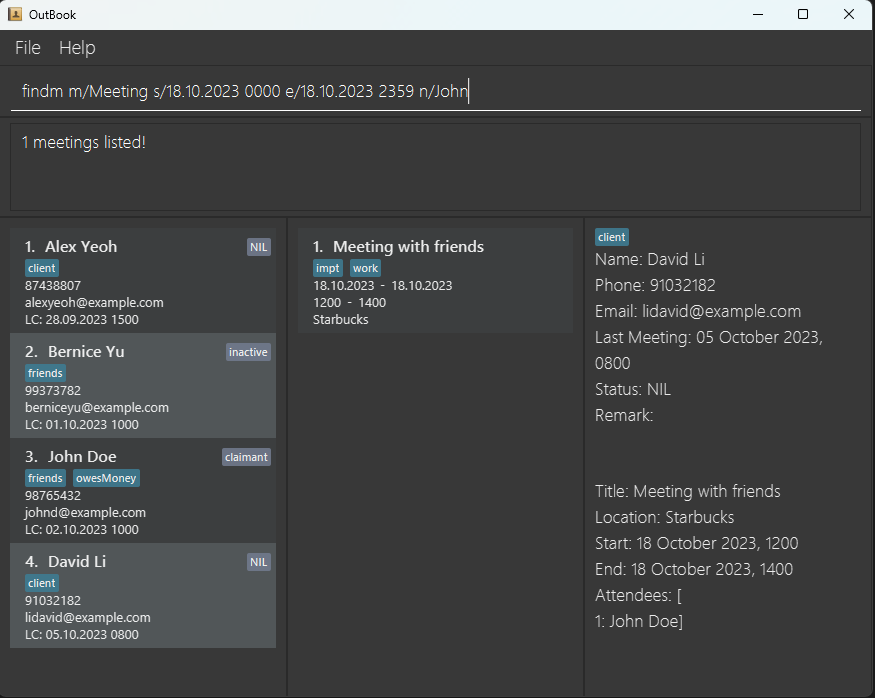 OutBook
File Help
findm m/Meeting s/18.10.2023 0000 e/18.10.2023 2359 n/John
1 meetings listed!
1. Alex Yeoh NIL
client
87438807
alexyeoh@example.com
LC: 28.09.2023 1500
2. Bernice Yu inactive
friends
99373782
berniceyu@example.com
LC: 01.10.2023 1000
3. John Doe claimant
friends owesMoney
98765432
johnd@example.com
LC: 02.10.2023 1000
4. David Li NIL
client
91032182
lidavid@example.com
LC: 05.10.2023 0800
1. Meeting with friends
impt work
18.10.2023 - 18.10.2023
1200 - 1400
Starbucks
client
Name: David Li
Phone: 91032182
Email: lidavid@example.com
Last Meeting: 05 October 2023,
0800
Status: NIL
Remark:
Title: Meeting with friends
Location: Starbucks
Start: 18 October 2023, 1200
End: 18 October 2023, 1400
Attendees: [
1: John Doe]